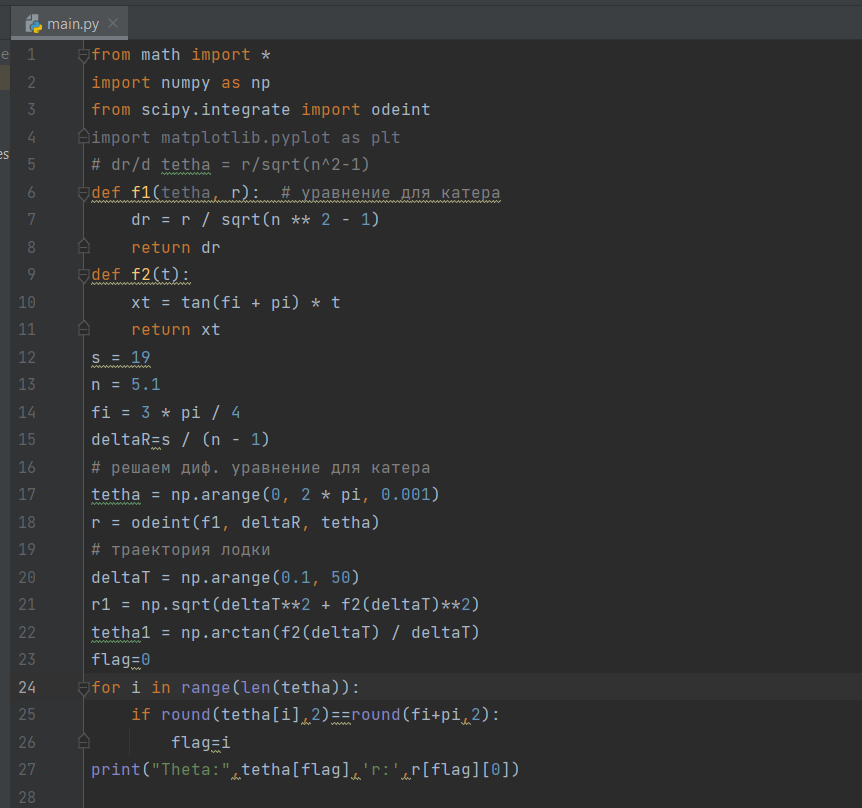 main.py
e
1 from math import *
2 import numpy as np
3 from scipy.integrate import odeint
4 import matplotlib.pyplot as plt
es
5 # dr/d tetha = r/sqrt(n^2-1)
6 def f1(tetha, r):  # уравнение для катера
7     dr = r / sqrt(n ** 2 - 1)
8     return dr
9 def f2(t):
10     xt = tan(fi + pi) * t
11     return xt
12 s = 19
13 n = 5.1
14 fi = 3 * pi / 4
15 deltaR=s / (n - 1)
16 # решаем диф. уравнение для катера
17 tetha = np.arange(0, 2 * pi, 0.001)
18 r = odeint(f1, deltaR, tetha)
19 # траектория лодки
20 deltaT = np.arange(0.1, 50)
21 r1 = np.sqrt(deltaT**2 + f2(deltaT)**2)
22 tetha1 = np.arctan(f2(deltaT) / deltaT)
23 flag=0
24 for i in range(len(tetha)):
25     if round(tetha[i],2)==round(fi+pi,2):
26         flag=i
27 print("Theta:",tetha[flag],'r:',r[flag][0])
28